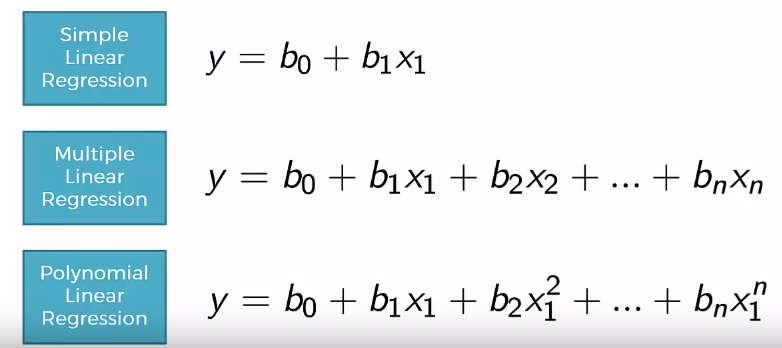 Simple
Linear
Regression
y = b₀ + b₁x₁
Multiple
Linear
Regression
y = b₀ + b₁x₁ + b₂x₂ + ... + bₙxₙ
Polynomial
Linear
Regression
y = b₀ + b₁x₁ + b₂x₁² + ... + bₙx₁ⁿ